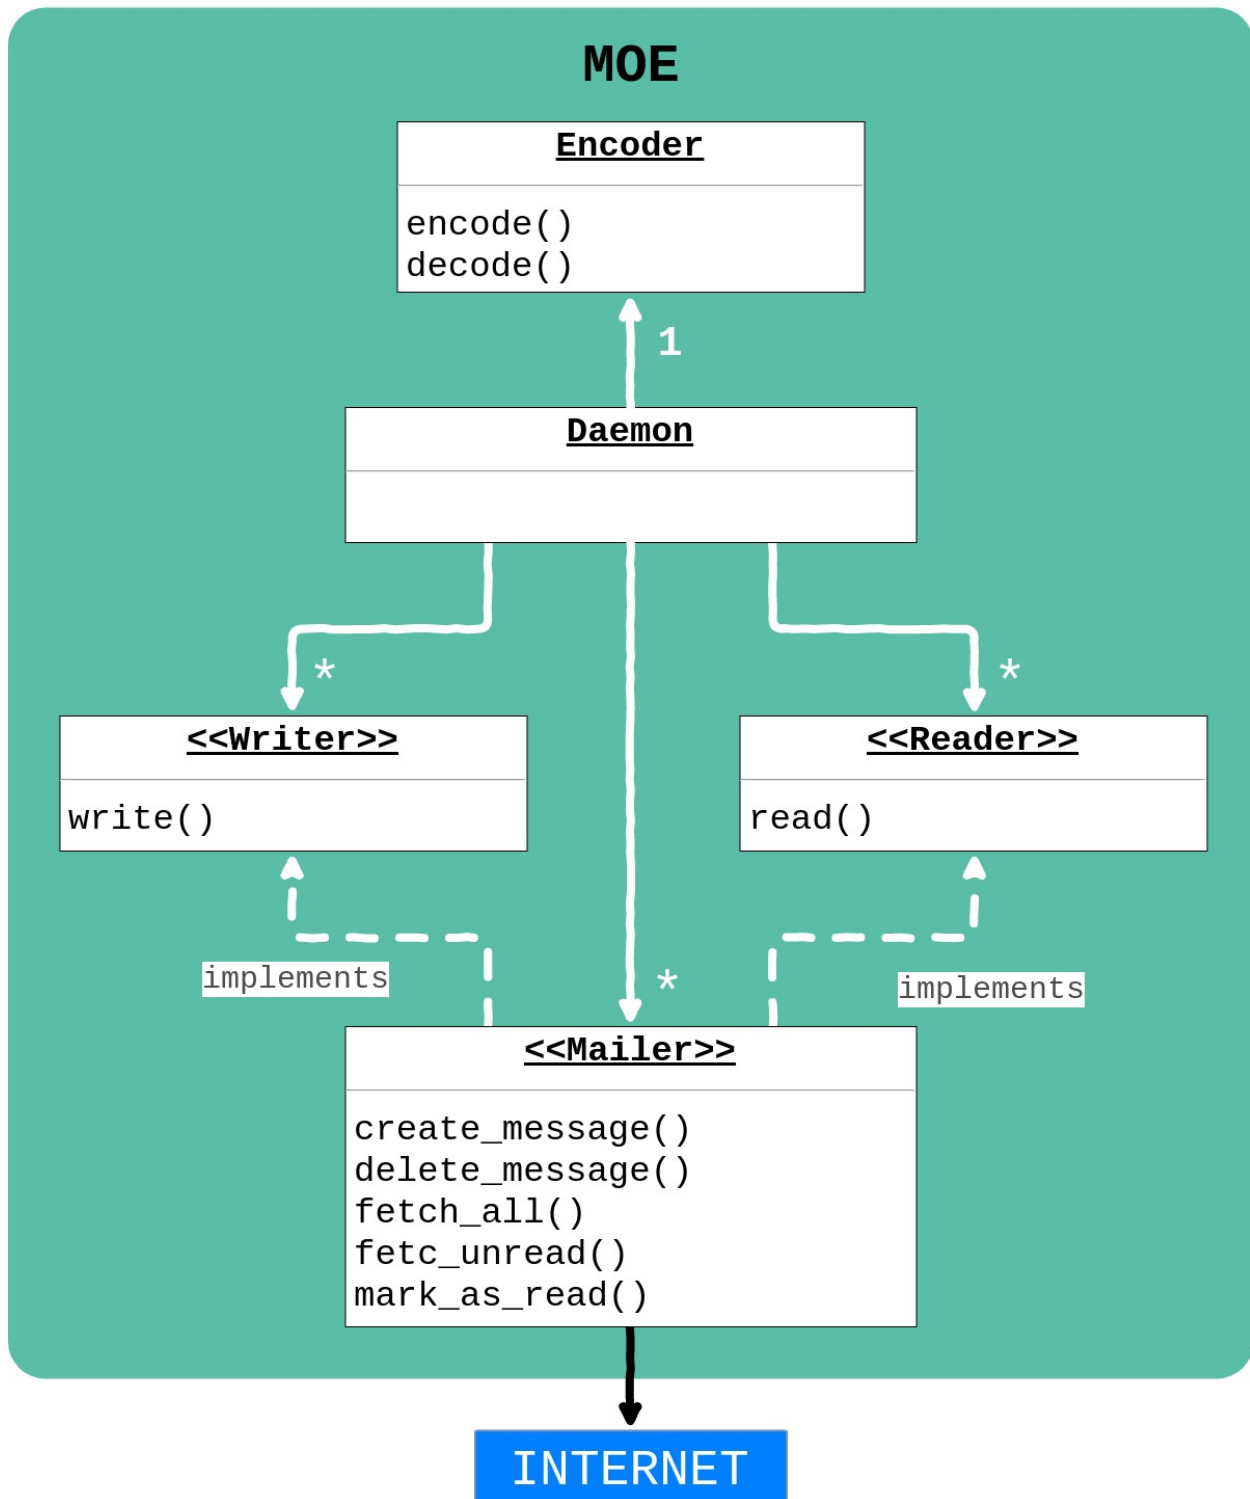 MOE
Encoder
encode()
decode()
1
Daemon
*
*
<<Writer>>
write()
<<Reader>>
read()
implements
implements
*
<<Mailer>>
create_message()
delete_message()
fetch_all()
fetc_unread()
mark_as_read()
INTERNET